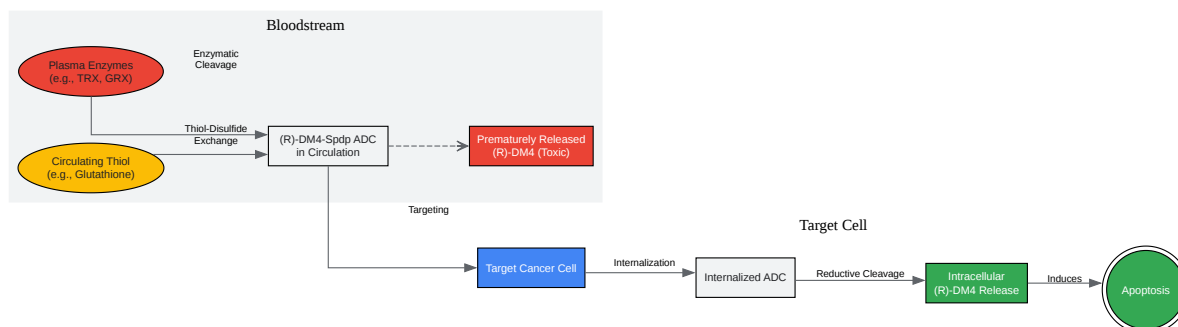 Bloodstream
Enzymatic
Cleavage
Plasma Enzymes
(e.g., TRX, GRX)
Thiol-Disulfide
Exchange
Circulating Thiol
(e.g., Glutathione)
(R)-DM4-Spdp ADC
in Circulation
Prematurely Released
(R)-DM4 (Toxic)
Targeting
Target Cell
Target Cancer Cell
Internalization
Internalized ADC
Reductive Cleavage
Intracellular
(R)-DM4 Release
Induces
Apoptosis